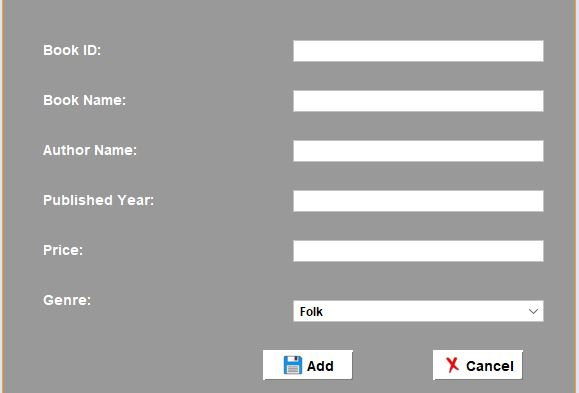 Book ID:
Book Name:
Author Name:
Published Year:
Price:
Genre:
Folk
Add
Cancel